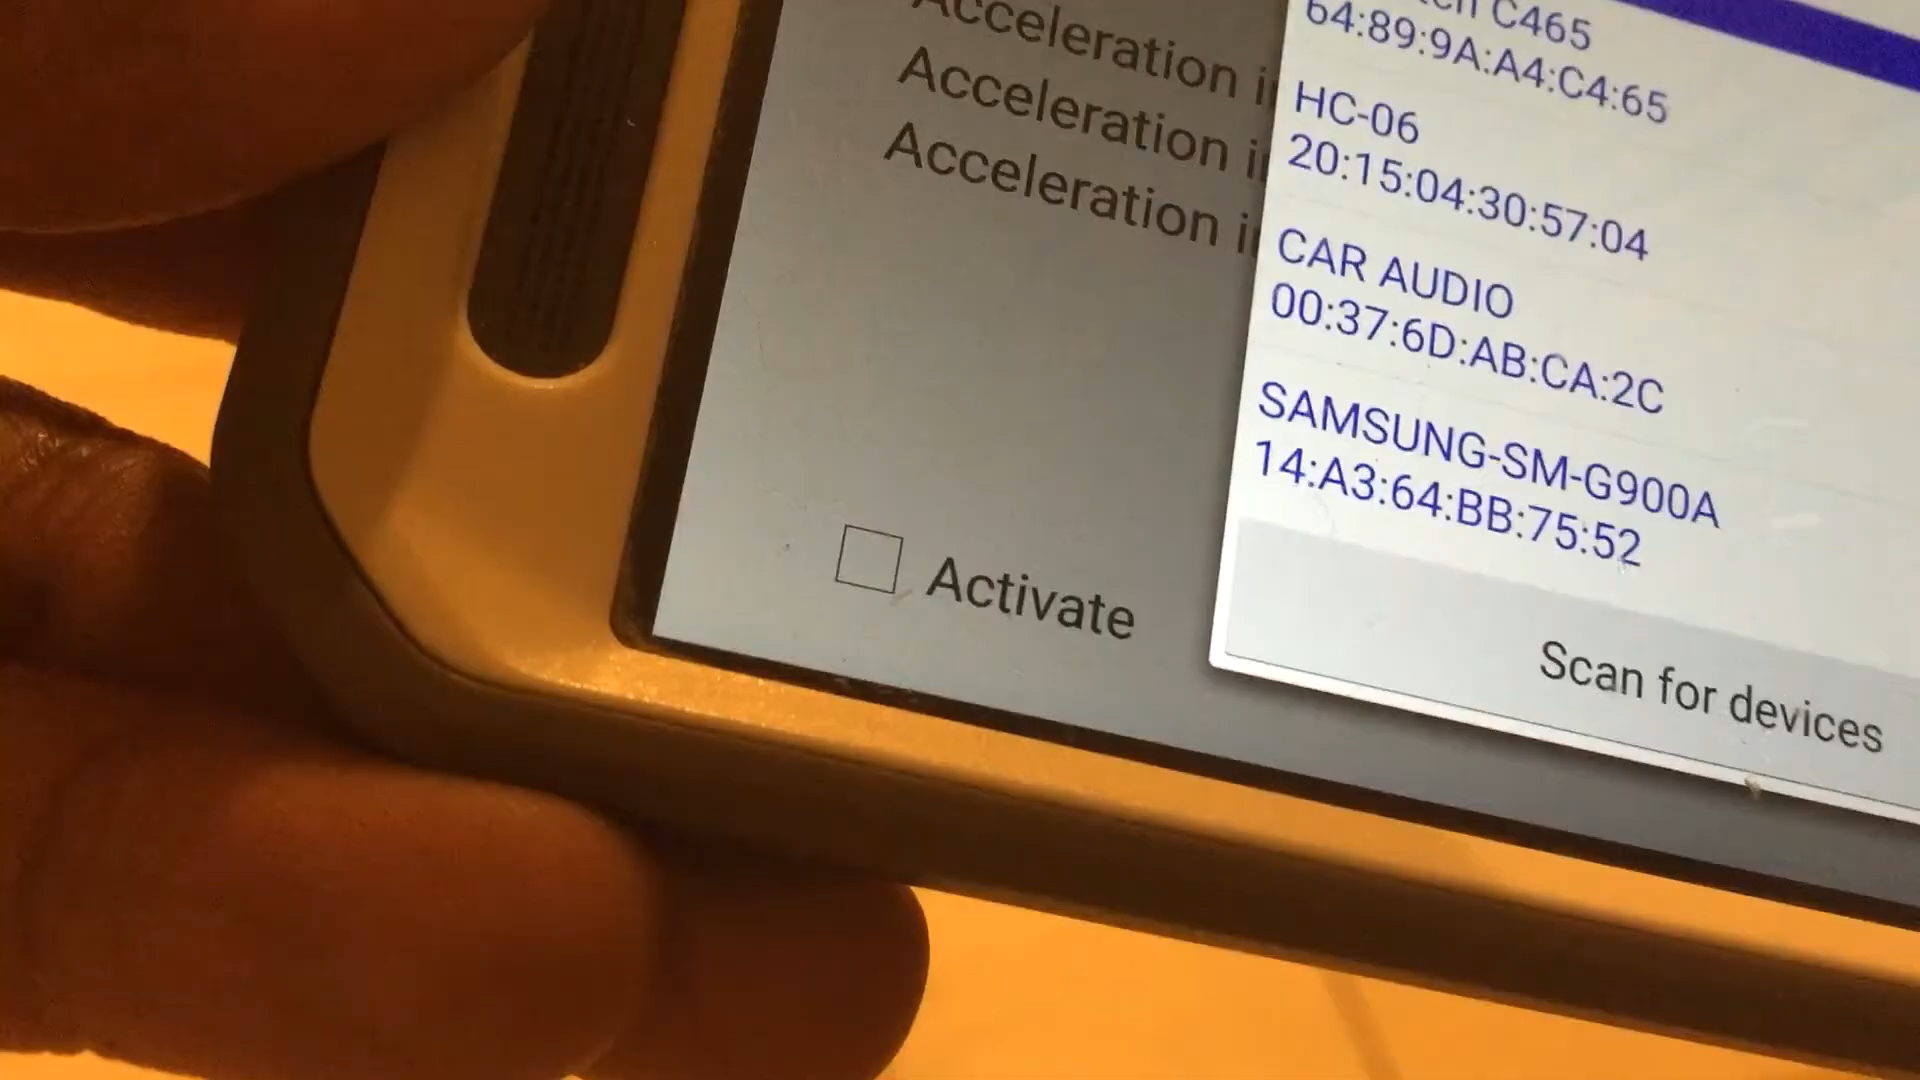 Acceleration
Acceleration
Acceleration
C465
64:89:9A:A4:C4:65
HC-06
20:15:04:30:57:04
CAR AUDIO
00:37:6D:AB:CA:2C
SAMSUNG-SM-G900A
14:A3:64:BB:75:52
Activate
Scan for devices